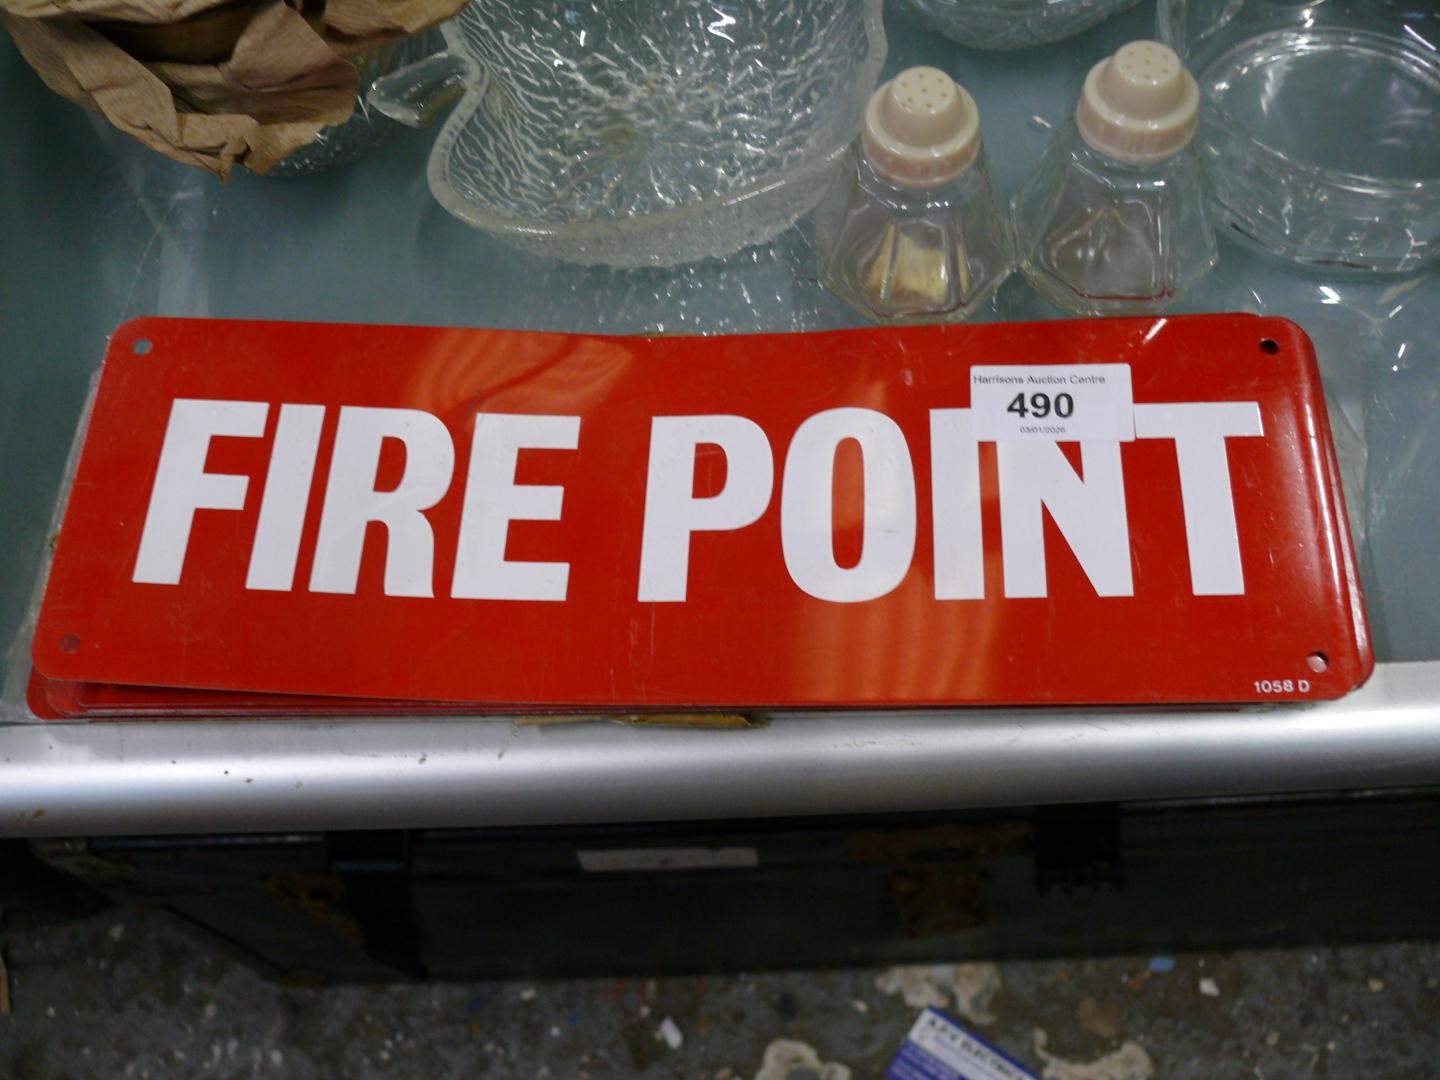 Harrisons Auction Centre
490
03/01/2026
FIRE POINT
1058 D